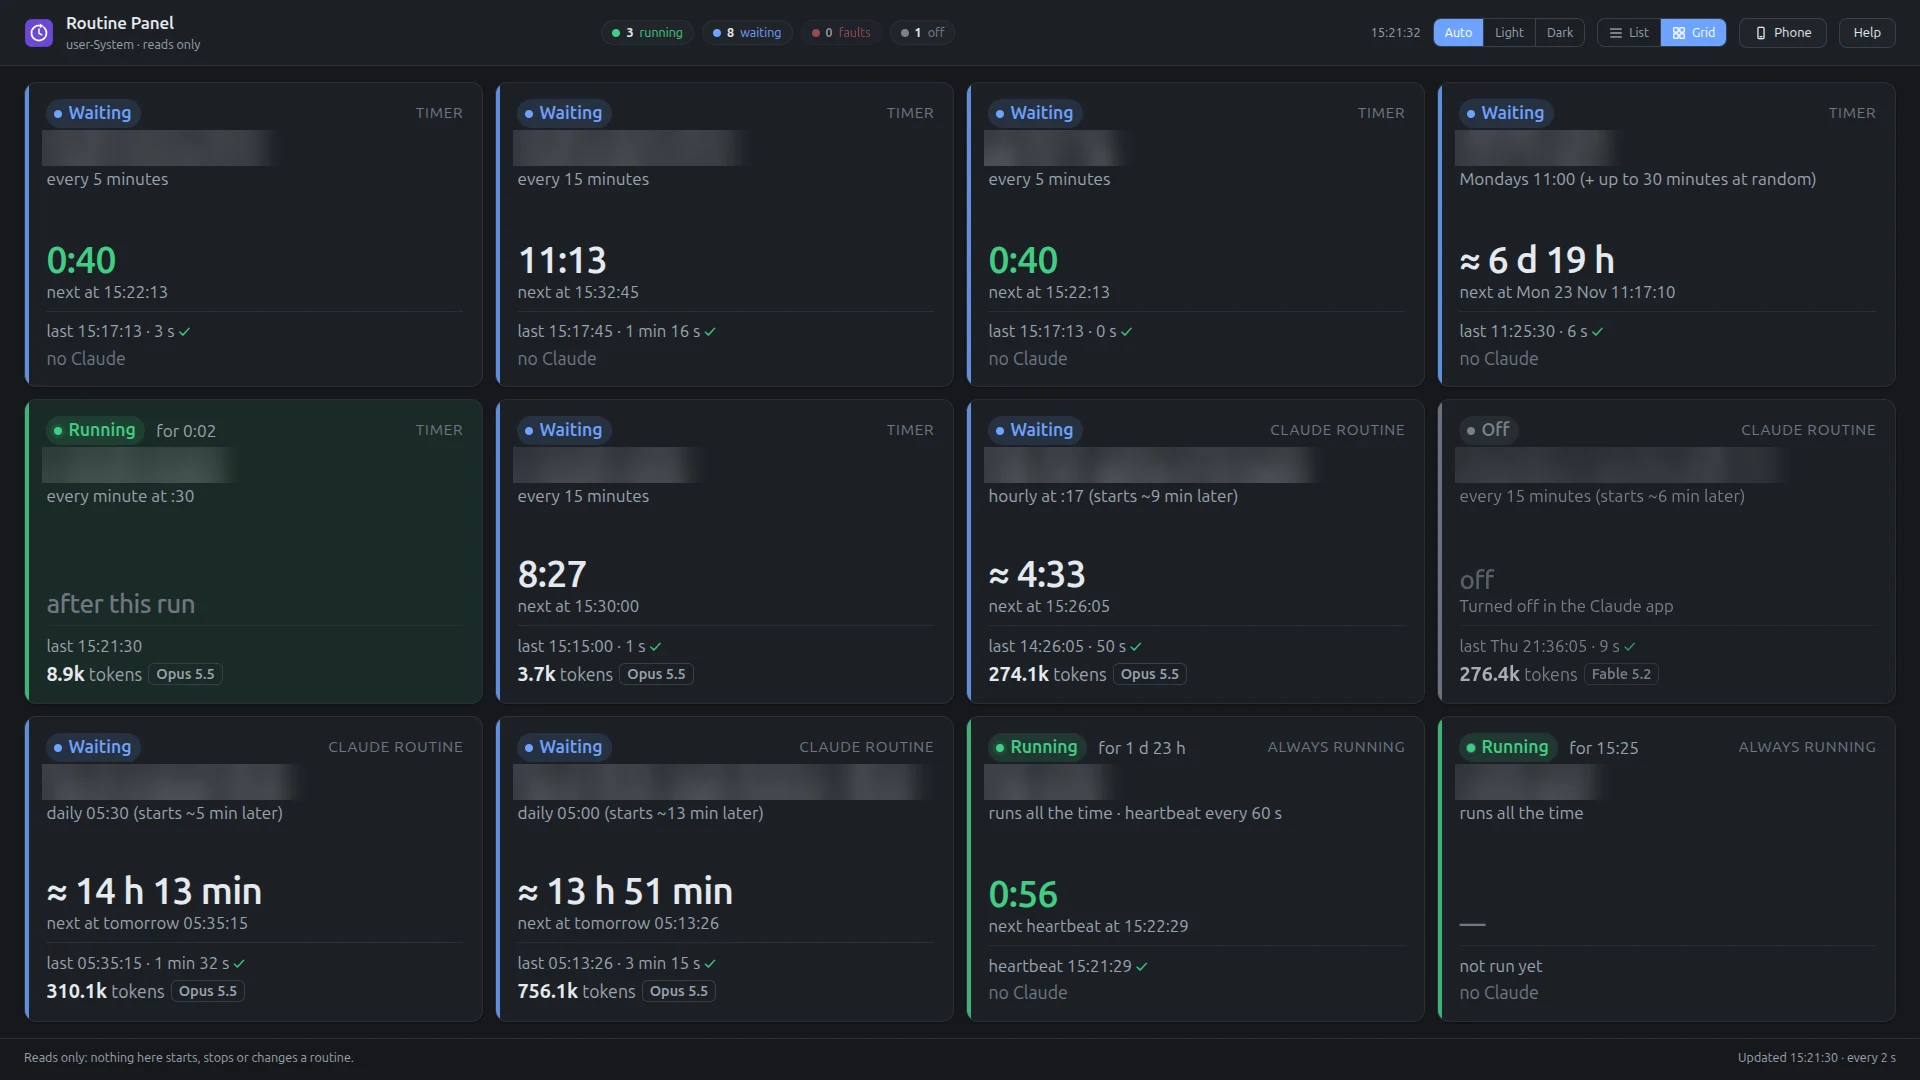 Routine Panel
user-System · reads only
3 running
8 waiting
0 faults
1 off
15:21:32
Auto
Light
Dark
List
Grid
Phone
Help
Waiting
TIMER
every 5 minutes
0:40
next at 15:22:13
last 15:17:13 · 3 s ✓
no Claude
Waiting
TIMER
every 15 minutes
11:13
next at 15:32:45
last 15:17:45 · 1 min 16 s ✓
no Claude
Waiting
TIMER
every 5 minutes
0:40
next at 15:22:13
last 15:17:13 · 0 s ✓
no Claude
Waiting
TIMER
Mondays 11:00 (+ up to 30 minutes at random)
≈ 6 d 19 h
next at Mon 23 Nov 11:17:10
last 11:25:30 · 6 s ✓
no Claude
Running for 0:02
TIMER
every minute at :30
after this run
last 15:21:30
8.9k tokens Opus 5.5
Waiting
TIMER
every 15 minutes
8:27
next at 15:30:00
last 15:15:00 · 1 s ✓
3.7k tokens Opus 5.5
Waiting
CLAUDE ROUTINE
hourly at :17 (starts ~9 min later)
≈ 4:33
next at 15:26:05
last 14:26:05 · 50 s ✓
274.1k tokens Opus 5.5
Off
CLAUDE ROUTINE
every 15 minutes (starts ~6 min later)
off
Turned off in the Claude app
last Thu 21:36:05 · 9 s ✓
276.4k tokens Fable 5.2
Waiting
CLAUDE ROUTINE
daily 05:30 (starts ~5 min later)
≈ 14 h 13 min
next at tomorrow 05:35:15
last 05:35:15 · 1 min 32 s ✓
310.1k tokens Opus 5.5
Waiting
CLAUDE ROUTINE
daily 05:00 (starts ~13 min later)
≈ 13 h 51 min
next at tomorrow 05:13:26
last 05:13:26 · 3 min 15 s ✓
756.1k tokens Opus 5.5
Running for 1 d 23 h
ALWAYS RUNNING
runs all the time · heartbeat every 60 s
0:56
next heartbeat at 15:22:29
heartbeat 15:21:29 ✓
no Claude
Running for 15:25
ALWAYS RUNNING
runs all the time
—
not run yet
no Claude
Reads only: nothing here starts, stops or changes a routine.
Updated 15:21:30 · every 2 s